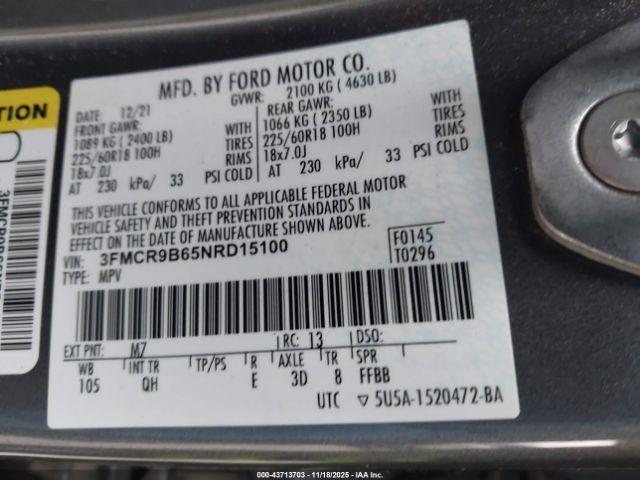 MFD. BY FORD MOTOR CO.
DATE: 12/21 GVWR: 2100 KG ( 4630 LB)
FRONT GAWR: REAR GAWR:
1089 KG ( 2400 LB) WITH 1066 KG ( 2350 LB) WITH
225/60R18 100H TIRES 225/60R18 100H TIRES
18x7.0J RIMS 18x7.0J RIMS
AT 230 kPa/ 33 PSI COLD AT 230 kPa/ 33 PSI COLD
THIS VEHICLE CONFORMS TO ALL APPLICABLE FEDERAL MOTOR
VEHICLE SAFETY AND THEFT PREVENTION STANDARDS IN
EFFECT ON THE DATE OF MANUFACTURE SHOWN ABOVE.
VIN: 3FMCR9B65NRD15100 F0145
TYPE: MPV T0296
EXT PNT: M7 RC: 13 DSO:
WB INT TR TP/PS R AXLE TR SPR
105 QH E 3D 8 FFBB
UTC ▽ 5U5A-1520472-BA
000-43713703 - 11/18/2025 - IAAI.COM